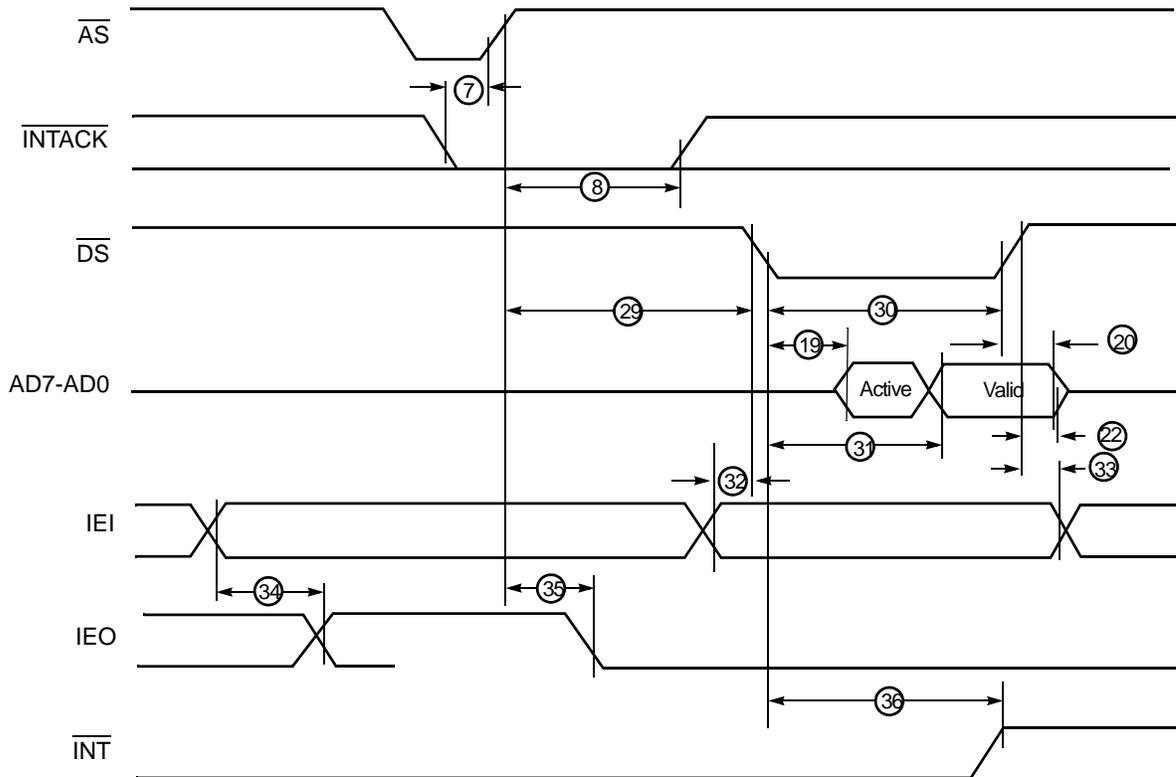 AS
7
INTACK
8
DS
29
30
19
20
AD7-AD0
Active
Valid
22
31
33
32
IEI
34
35
IEO
36
INT